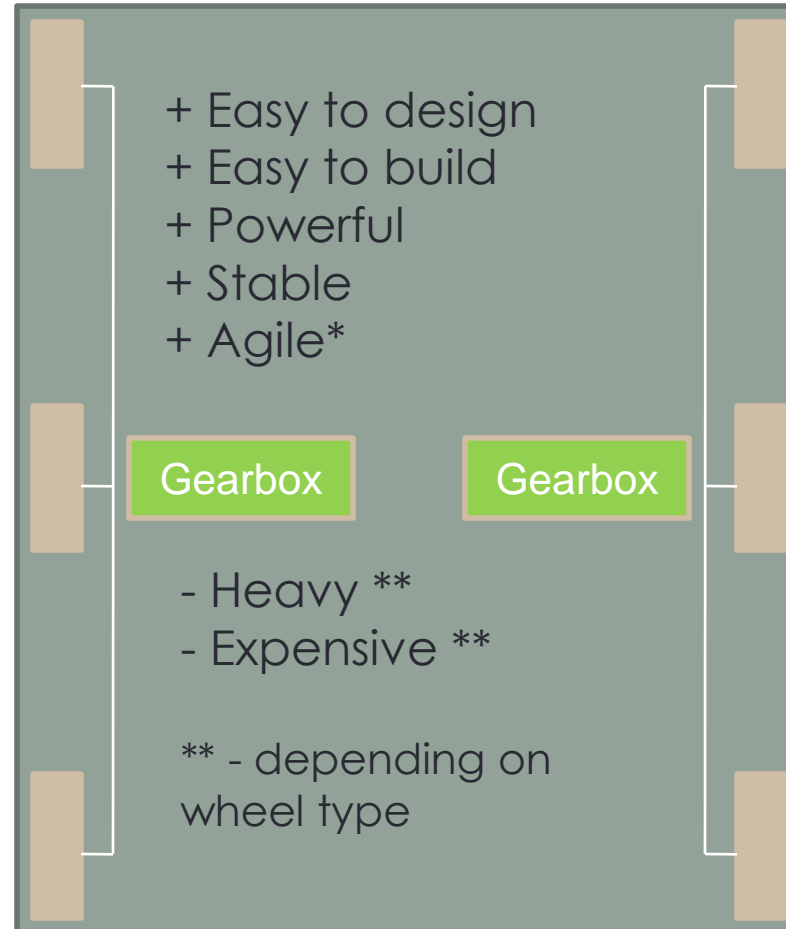 + Easy to design
+ Easy to build
+ Powerful
+ Stable
+ Agile*
Gearbox
Gearbox
- Heavy **
- Expensive **
** - depending on
wheel type